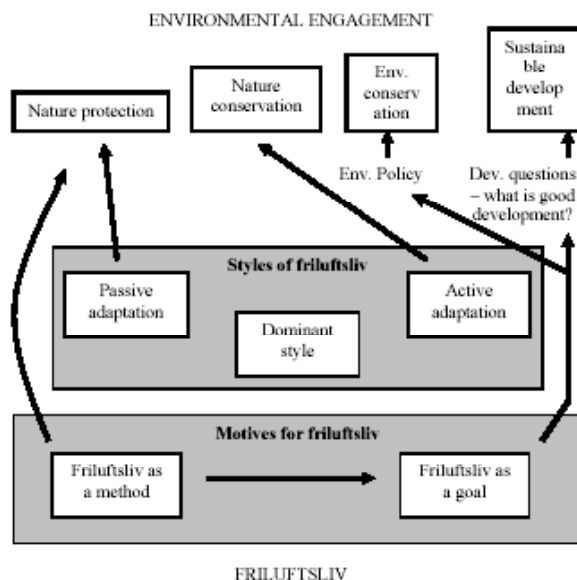 ENVIRONMENTAL ENGAGEMENT
Nature protection
Nature
conservation
Env.
conserv
ation
Sustaina
ble develop
ment
Env. Policy
Dev. questions
– what is good
development?
Styles of friluftsliv
Passive
adaptation
Dominant
style
Active
adaptation
Motives for friluftsliv
Friluftsliv as
a method
Friluftsliv as
a goal
FRILUFTSLIV